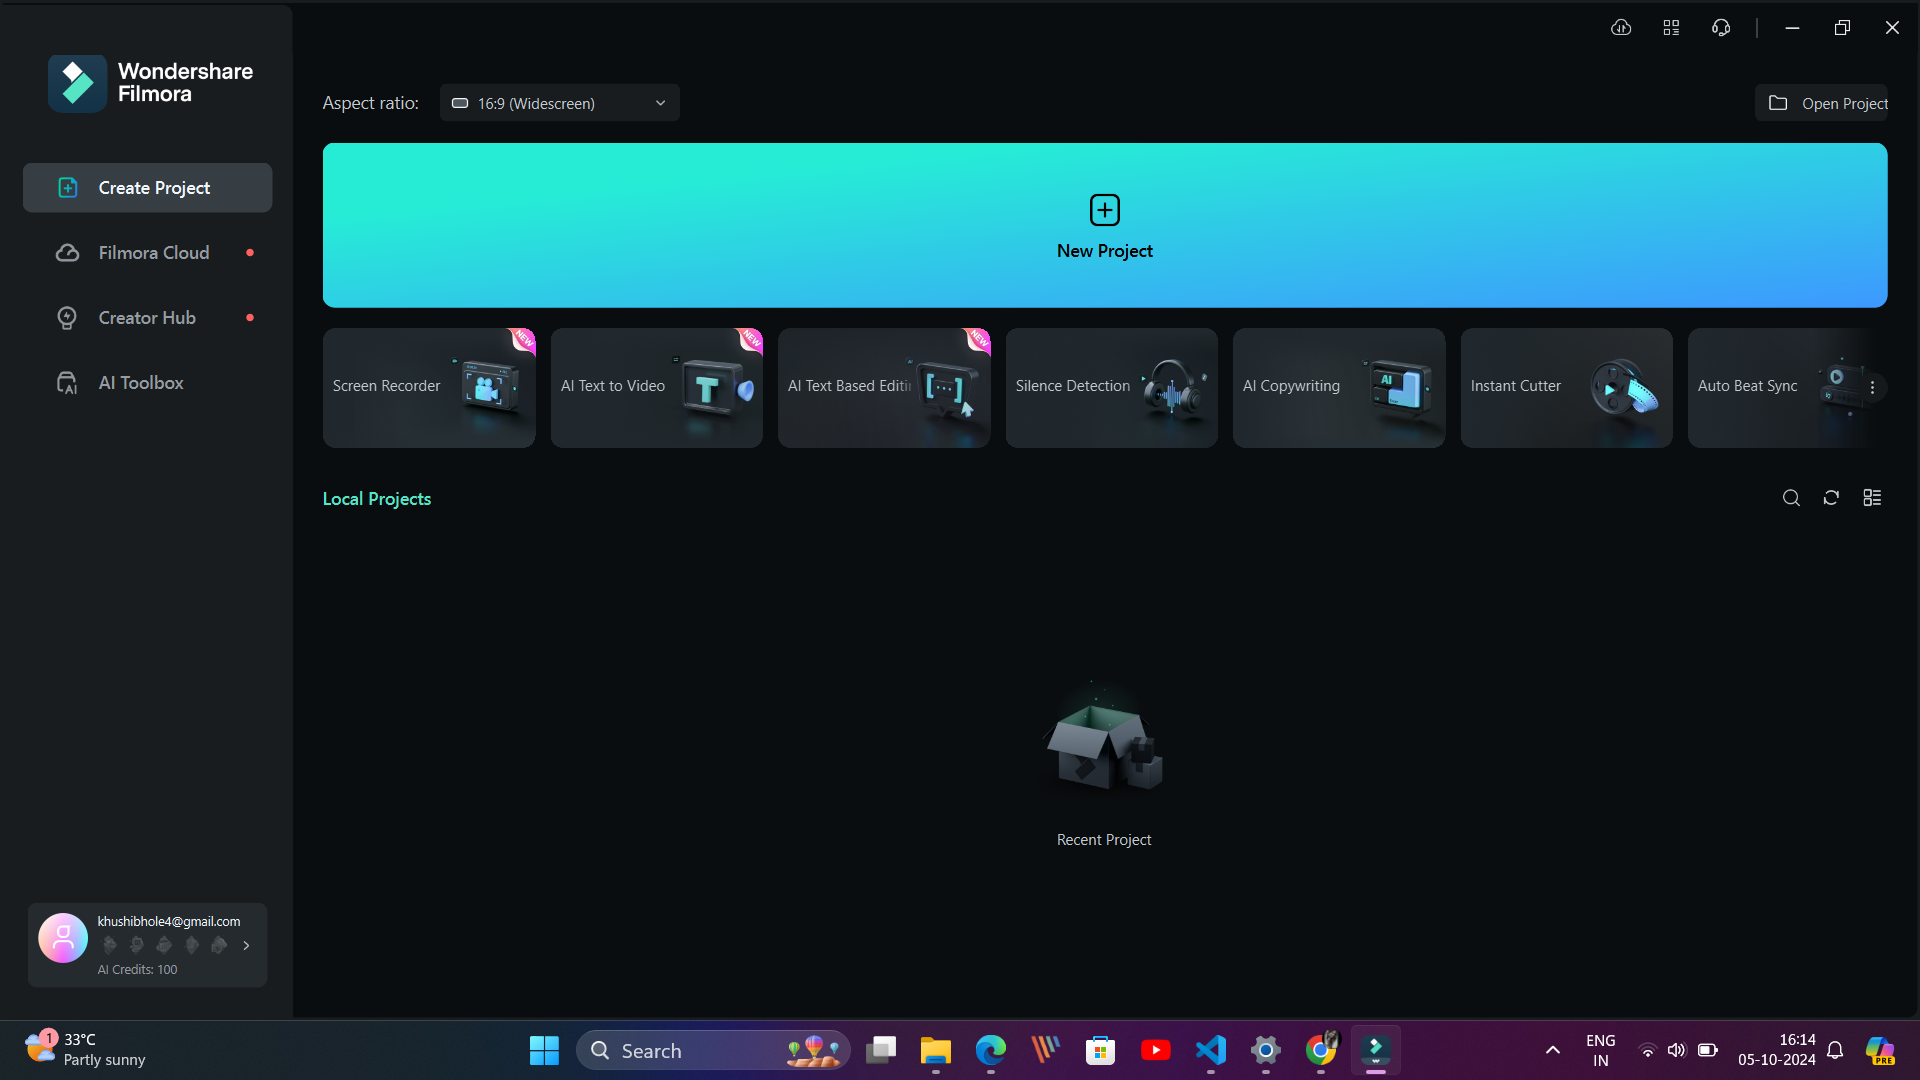 Wondershare
Filmora
Create Project
Filmora Cloud
Creator Hub
AI Toolbox
khushibhole4@gmail.com
AI Credits: 100
Aspect ratio:
16:9 (Widescreen)
Open Project
New Project
Screen Recorder
NEW
AI Text to Video
NEW
AI Text Based Editi
NEW
Silence Detection
AI Copywriting
Instant Cutter
Auto Beat Sync
Local Projects
Recent Project
1
33°C
Partly sunny
Search
ENG
IN
16:14
05-10-2024
PRE